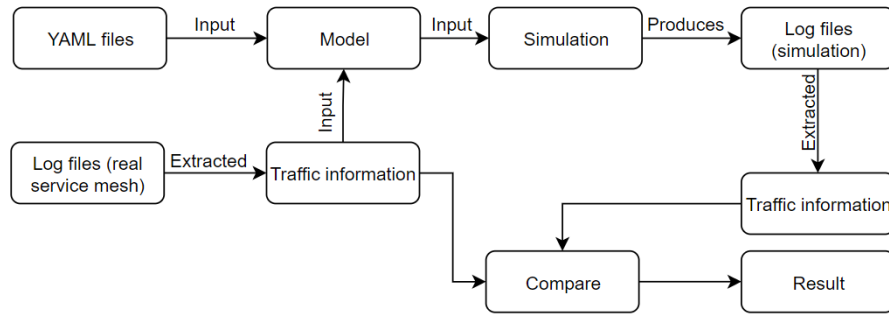 YAML files
Input
Model
Input
Simulation
Produces
Log files
(simulation)
Input
Extracted
Log files (real
service mesh)
Extracted
Traffic information
Traffic information
Compare
Result